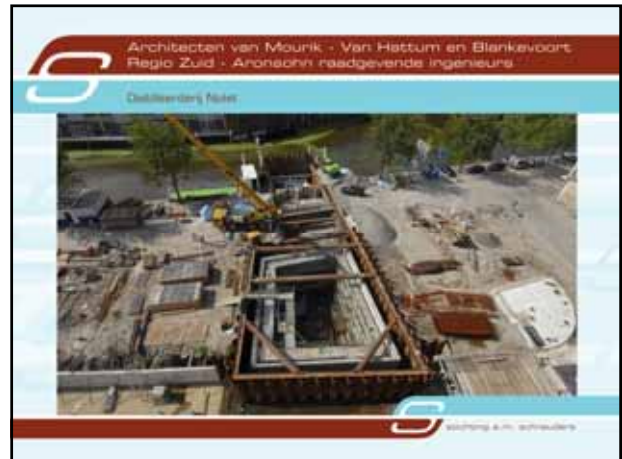 Architecten van Mourik - Van Hattum en Blankevoort
Regio Zuid - Aronsohn raadgevende ingenieurs
Distilleerderij Nolet
stichting a.m. schreuders